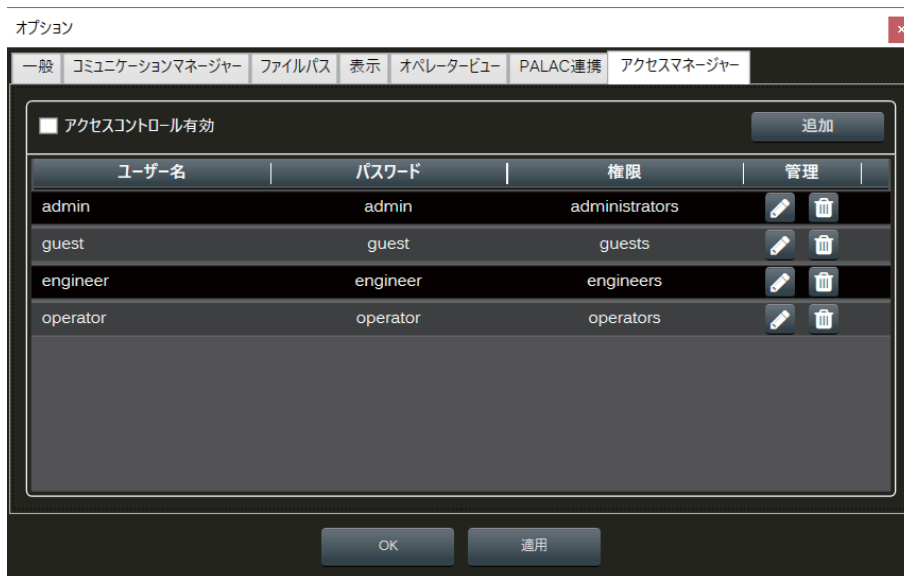 オプション
一般 コミュニケーションマネージャー ファイルパス 表示 オペレータービュー PALAC連携 アクセスマネージャー
アクセスコントロール有効 追加
ユーザー名 パスワード 権限 管理
admin admin administrators
guest guest guests
engineer engineer engineers
operator operator operators
OK 適用